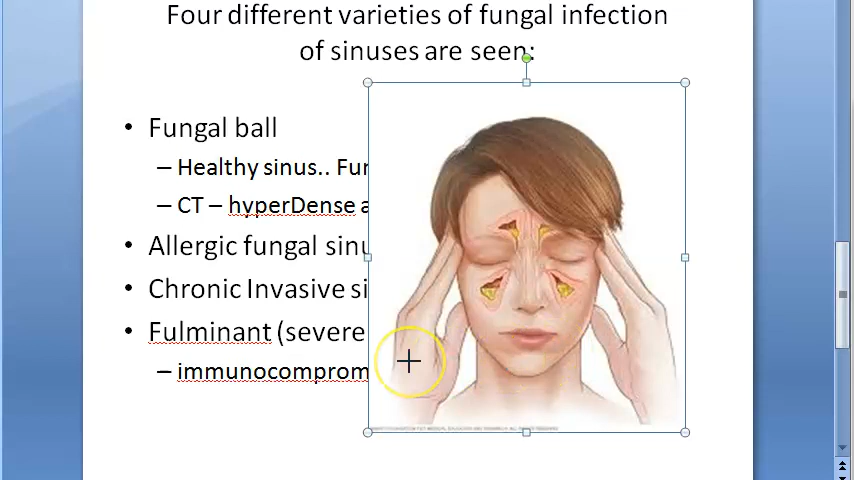 Four different varieties of fungal infection
of sinuses are seen:
• Fungal ball
– Healthy sinus.. Fun
– CT – hyperDense a
• Allergic fungal sinu
• Chronic Invasive si
• Fulminant (severe
– immunocomprom